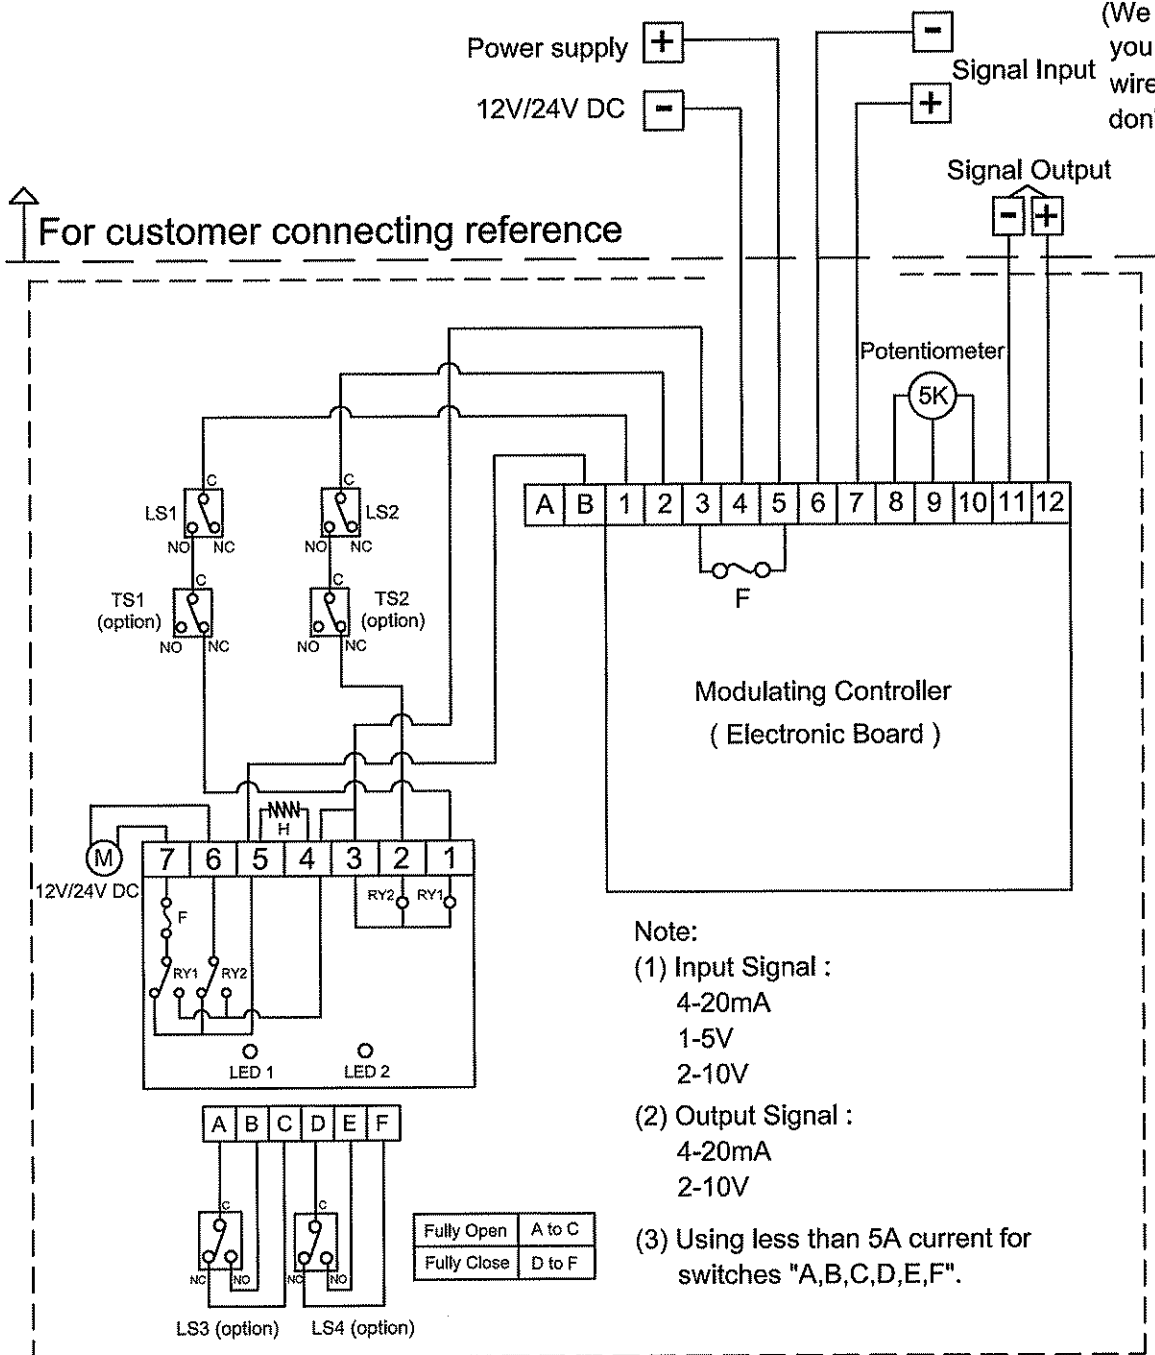 (We
you
wire
don'
Power supply +
12V/24V DC -
-
Signal Input
+
Signal Output
- +
For customer connecting reference
Potentiometer
5K
A B 1 2 3 4 5 6 7 8 9 10 11 12
F
Modulating Controller
( Electronic Board )
C
LS1
NO NC
C
LS2
NO NC
C
TS1
(option)
NO NC
C
TS2
(option)
NO NC
H
M
12V/24V DC
7 6 5 4 3 2 1
F
RY2 RY1
RY1 RY2
LED 1 LED 2
A B C D E F
C
NC NO
C
NC NO
LS3 (option) LS4 (option)
Fully Open A to C
Fully Close D to F
Note:
(1) Input Signal :
4-20mA
1-5V
2-10V
(2) Output Signal :
4-20mA
2-10V
(3) Using less than 5A current for
switches "A,B,C,D,E,F".